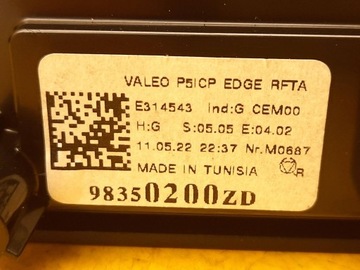 VALEO P5ICP EDGE RFTA
E314543 ind:G CEM00
H:G S:05.05 E:04.02
11.05.22 22:37 Nr.M0687
MADE IN TUNISIA R
98350200ZD